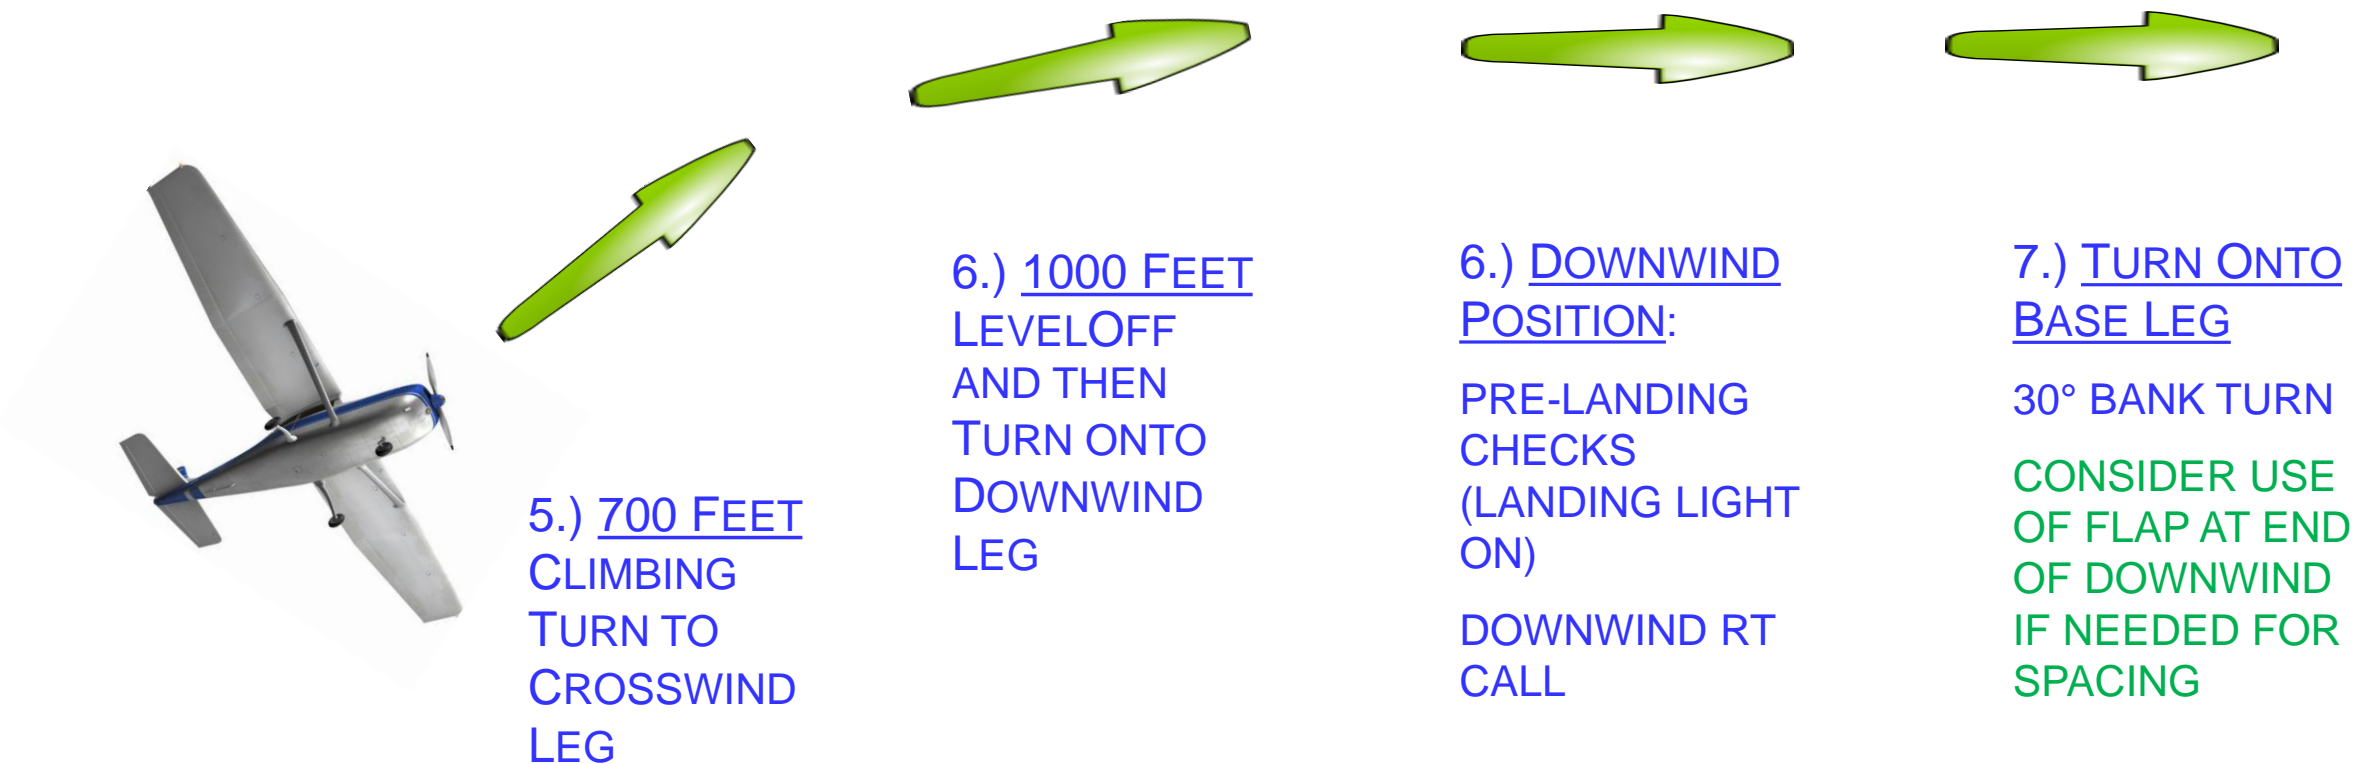 5.) 700 FEET
CLIMBING
TURN TO
CROSSWIND
LEG
6.) 1000 FEET
LEVELOFF
AND THEN
TURN ONTO
DOWNWIND
LEG
6.) DOWNWIND
POSITION:
PRE-LANDING
CHECKS
(LANDING LIGHT
ON)
DOWNWIND RT
CALL
7.) TURN ONTO
BASE LEG
30° BANK TURN
CONSIDER USE
OF FLAP AT END
OF DOWNWIND
IF NEEDED FOR
SPACING